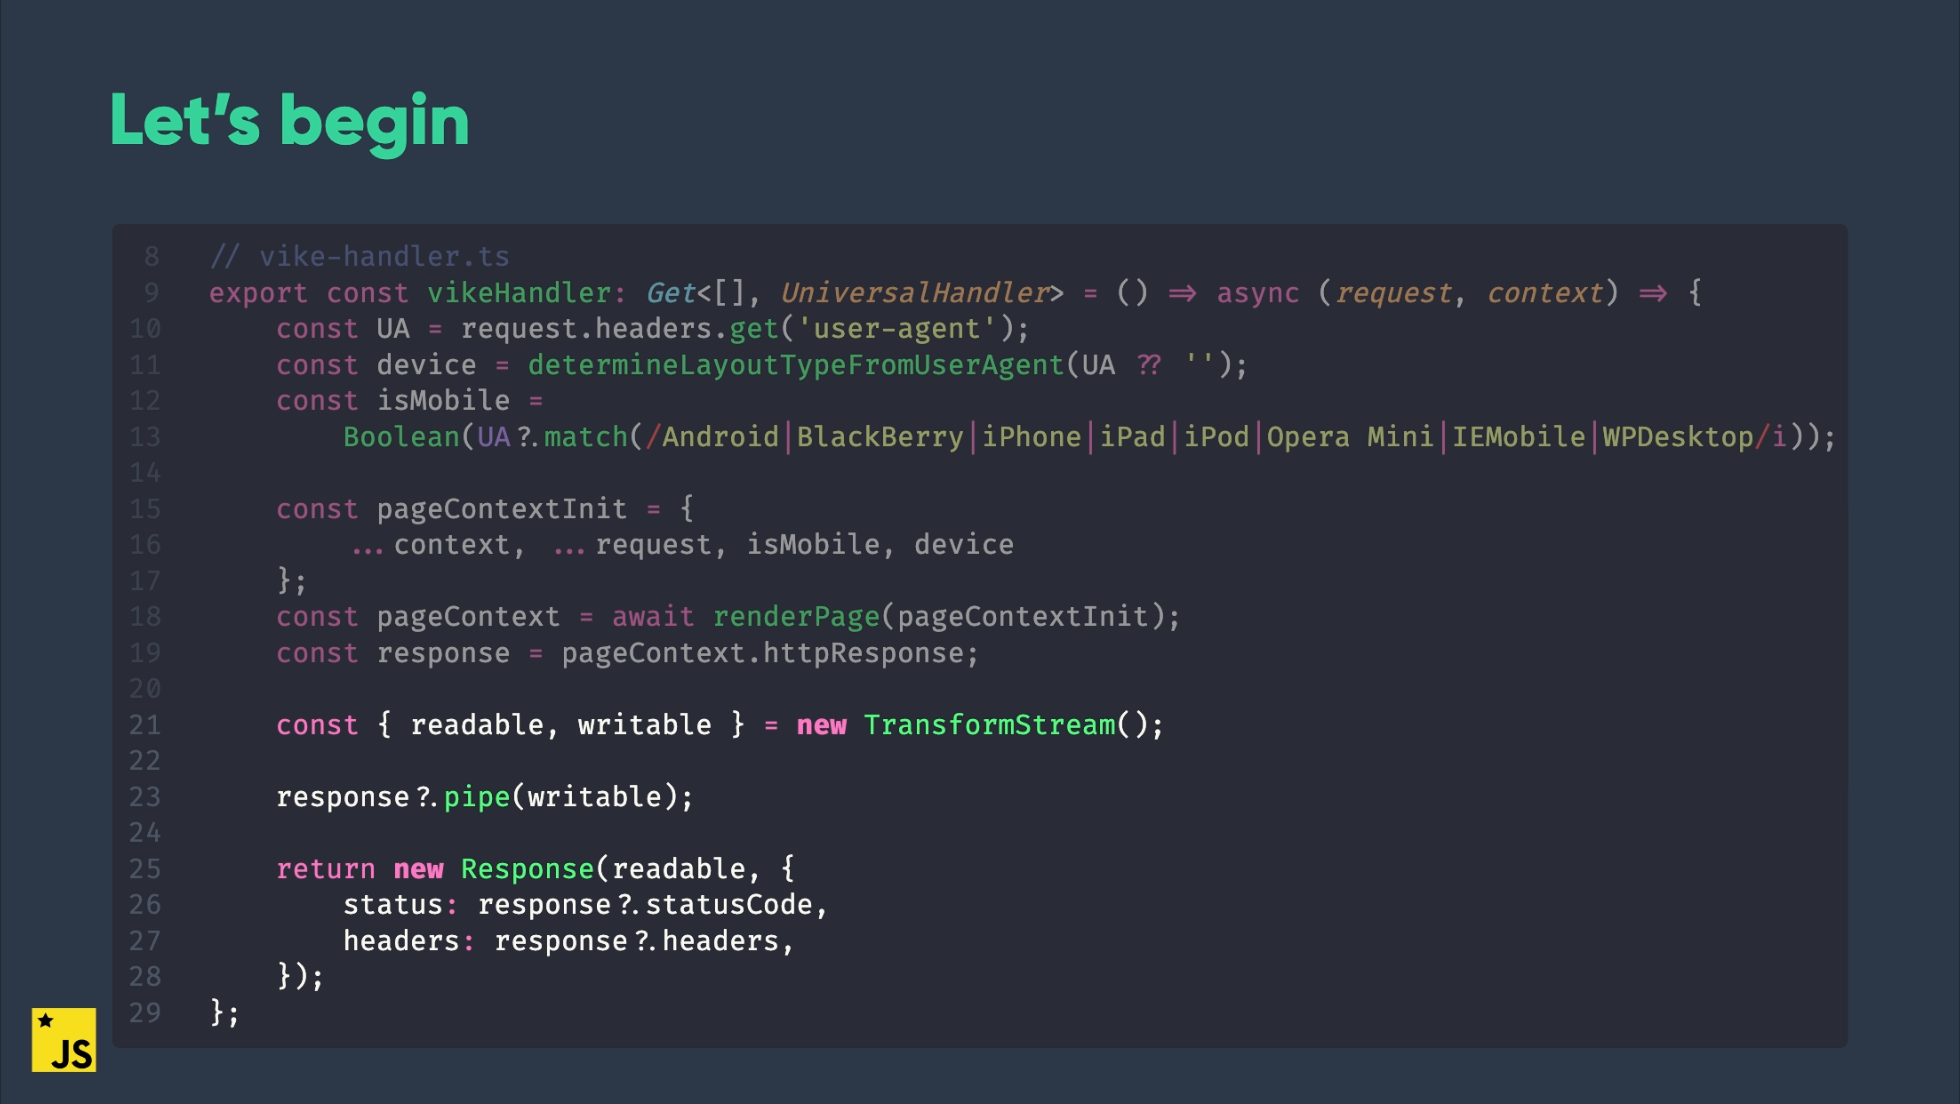 Let’s begin
8 // vike-handler.ts
9 export const vikeHandler: Get<[], UniversalHandler> = () => async (request, context) => {
10     const UA = request.headers.get('user-agent');
11     const device = determineLayoutTypeFromUserAgent(UA ?? '');
12     const isMobile =
13         Boolean(UA?.match(/Android|BlackBerry|iPhone|iPad|iPod|Opera Mini|IEMobile|WPDesktop/i));
14
15     const pageContextInit = {
16         ...context, ...request, isMobile, device
17     };
18     const pageContext = await renderPage(pageContextInit);
19     const response = pageContext.httpResponse;
20
21     const { readable, writable } = new TransformStream();
22
23     response?.pipe(writable);
24
25     return new Response(readable, {
26         status: response?.statusCode,
27         headers: response?.headers,
28     });
29 };
★
JS